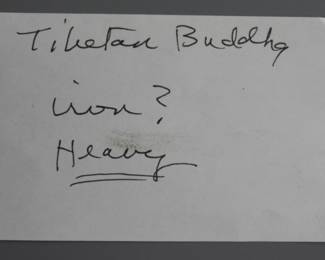 Tibetan Buddha
iron?
Heavy